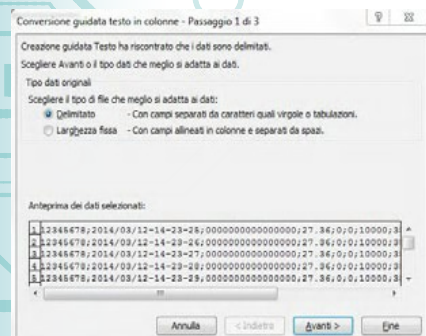 Conversione guidata testo in colonne - Passaggio 1 di 3
Creazione guidata Testo ha riscontrato che i dati sono delimitati.
Scegliere Avanti o il tipo dati che meglio si adatta ai dati.
Tipo dati originali
Scegliere il tipo di file che meglio si adatta ai dati:
Delimitato - Con campi separati da caratteri quali virgole o tabulazioni.
Larghezza fissa - Con campi allineati in colonne e separati da spazi.
Anteprima dei dati selezionati:
1 12345678;2014/03/12-14-23-25;0000000000000000;27.36;0;0;10000;3
2 12345678;2014/03/12-14-23-26;0000000000000000;27.36;0;0;10000;3
3 12345678;2014/03/12-14-23-27;0000000000000000;27.36;0;0;10000;3
4 12345678;2014/03/12-14-23-28;0000000000000000;27.36;0;0;10000;3
5 12345678;2014/03/12-14-23-29;0000000000000000;27.36;0;0;10000;3
Annulla < Indietro Avanti > Fine